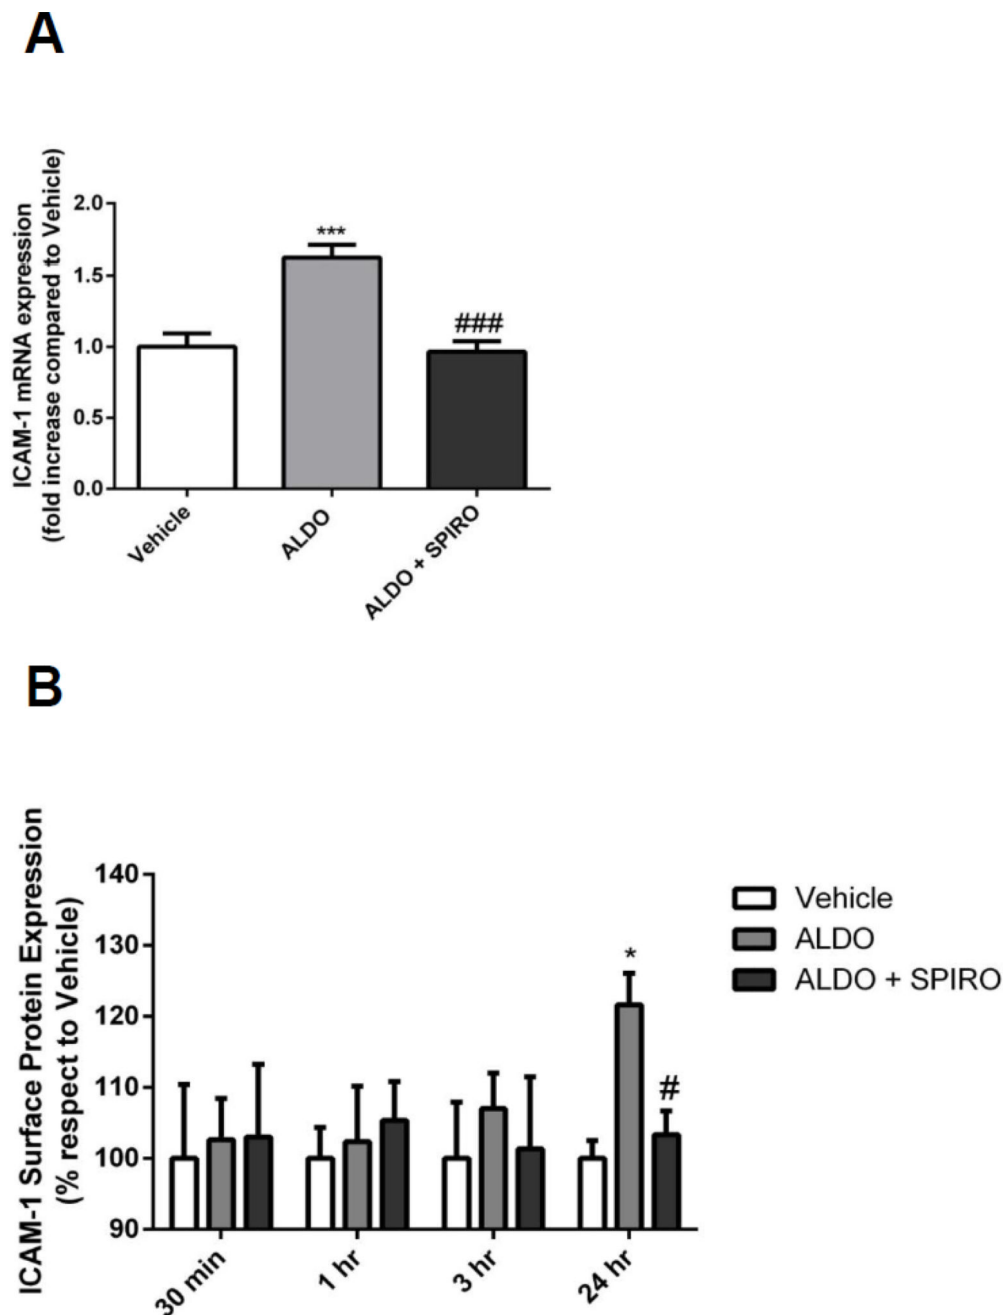 A
ICAM-1 mRNA expression
(fold increase compared to Vehicle)
2.0
1.5
1.0
0.5
0.0
***
###
Vehicle
ALDO
ALDO + SPIRO
B
ICAM-1 Surface Protein Expression
(% respect to Vehicle)
140
130
120
110
100
90
*
#
30 min
1 hr
3 hr
24 hr
Vehicle
ALDO
ALDO + SPIRO